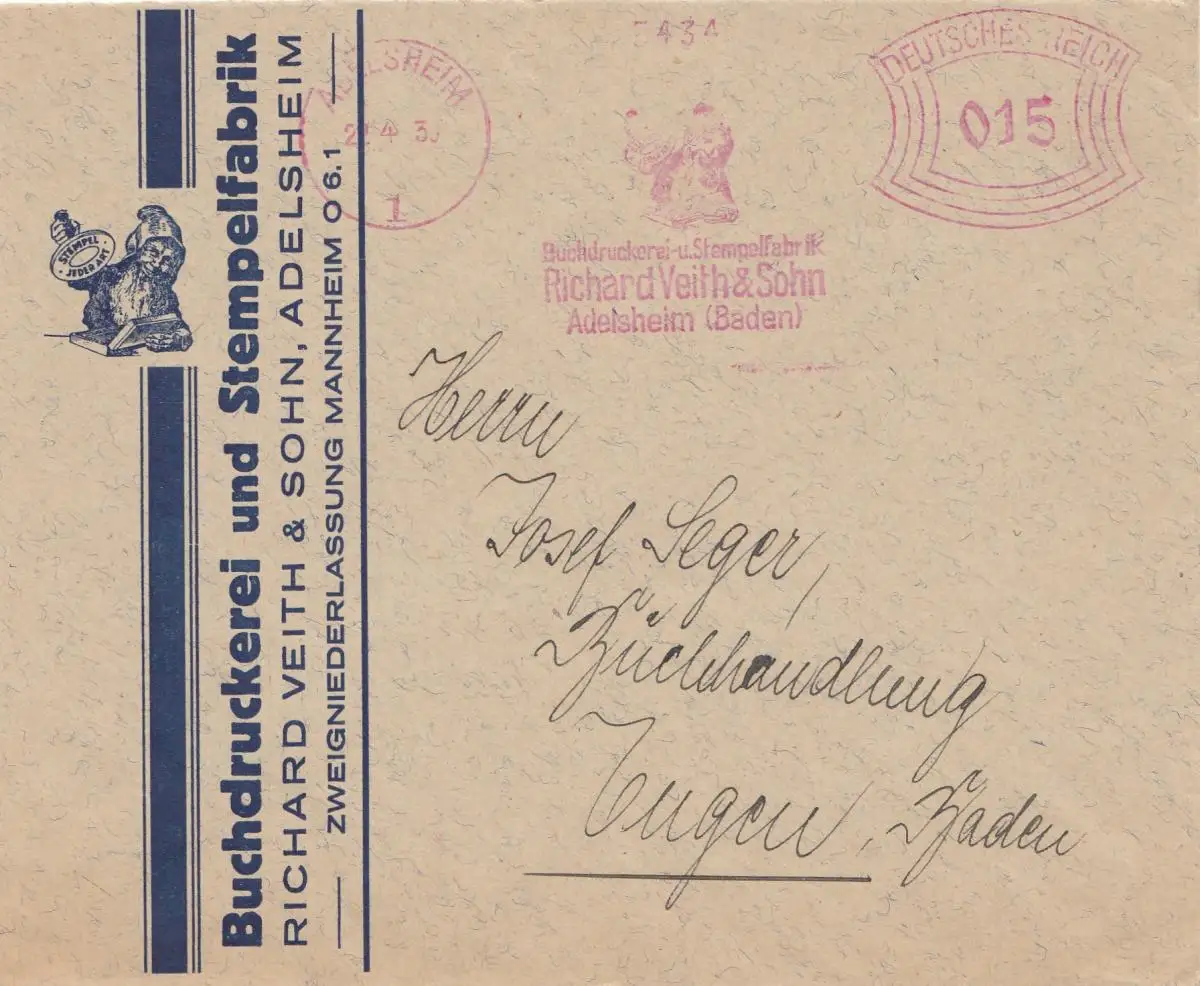 Buchdruckerei und Stempelfabrik
RICHARD VEITH & SOHN, ADELSHEIM
ZWEIGNIEDERLASSUNG MANNHEIM O 6.1
STEMPEL
JEDER ART
ADELSHEIM
1
5434
DEUTSCHES REICH
015
Buchdruckerei-u.Stempelfabrik
Richard Veith & Sohn
Adelsheim (Baden)
Herrn
Josef Seger,
Buchhandlung
Baden